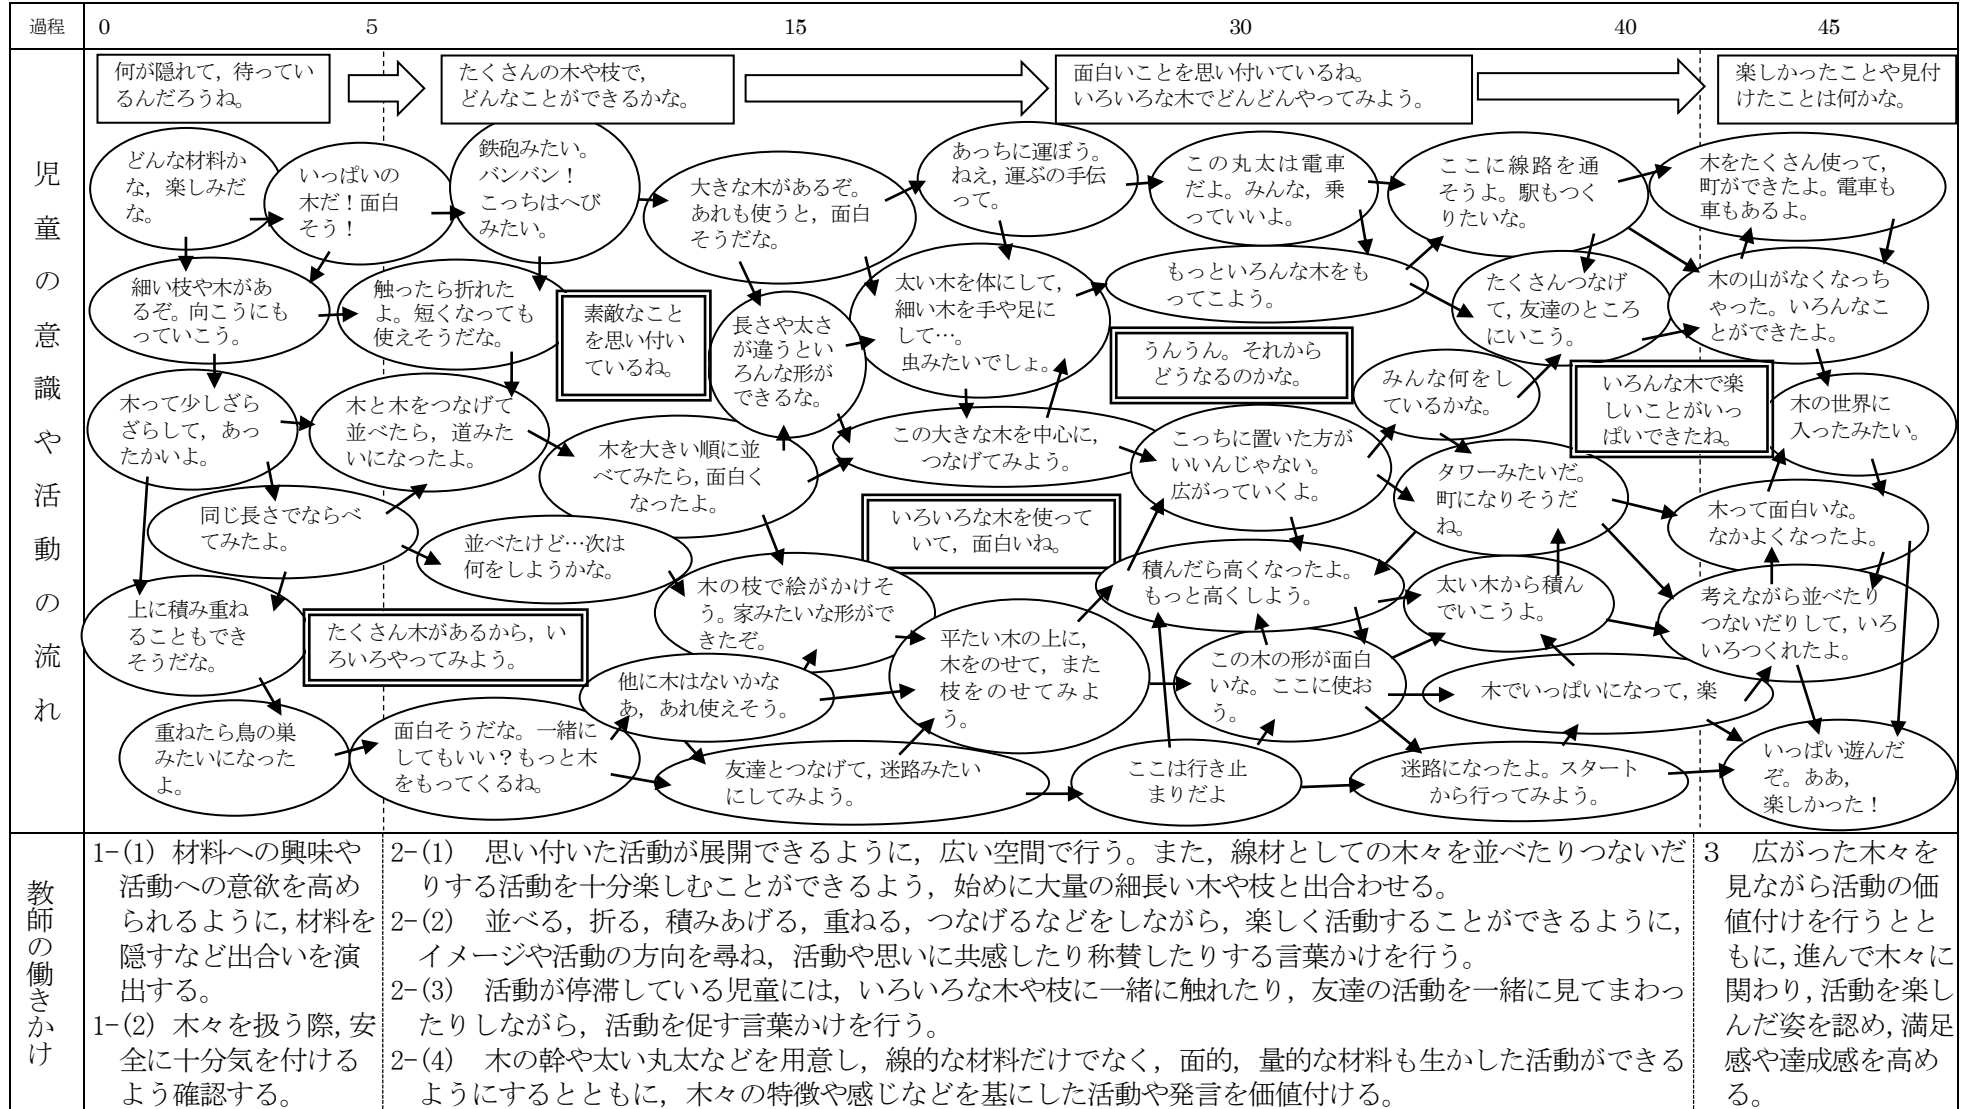 過程
0
5
15
30
40
45
児童の意識や活動の流れ
何が隠れて，待ってい
るんだろうね。
たくさんの木や枝で，
どんなことができるかな。
面白いことを思い付いているね。
いろいろな木でどんどんやってみよう。
楽しかったことや見付
けたことは何かな。
どんな材料か
な，楽しみだ
な。
いっぱいの
木だ！面白
そう！
鉄砲みたい。
バンバン！
こっちはへび
みたい。
大きな木があるぞ。
あれも使うと，面白
そうだな。
あっちに運ぼう。
ねえ，運ぶの手伝
って。
この丸太は電車
だよ。みんな，乗
っていいよ。
ここに線路を通
そうよ。駅もつく
りたいな。
木をたくさん使って，
町ができたよ。電車も
車もあるよ。
細い枝や木があ
るぞ。向こうにも
っていこう。
触ったら折れた
よ。短くなっても
使えそうだな。
素敵なこと
を思い付い
ているね。
長さや太さ
が違うとい
ろんな形が
できるな。
太い木を体にして，
細い木を手や足に
して…。
虫みたいでしょ。
もっといろんな木をも
ってこよう。
たくさんつなげ
て，友達のところ
にいこう。
木の山がなくなっち
ゃった。いろんなこ
とができたよ。
うんうん。それから
どうなるのかな。
みんな何をし
ているかな。
いろんな木で楽
しいことがいっ
ぱいできたね。
木の世界に
入ったみたい。
木って少しざら
ざらして，あっ
たかいよ。
木と木をつなげて
並べたら，道みた
いになったよ。
木を大きい順に並
べてみたら，面白く
なったよ。
この大きな木を中心に，
つなげてみよう。
こっちに置いた方が
いいんじゃない。
広がっていくよ。
タワーみたいだ。
町になりそうだ
ね。
木って面白いな。
なかよくなったよ。
同じ長さでならべ
てみたよ。
並べたけど…次は
何をしようかな。
いろいろな木を使って
いて，面白いね。
木の枝で絵がかけそ
う。家みたいな形がで
きたぞ。
積んだら高くなったよ。
もっと高くしよう。
太い木から積ん
でいこうよ。
考えながら並べたり
つないだりして，いろ
いろつくれたよ。
上に積み重ね
ることもでき
そうだな。
たくさん木があるから，い
ろいろやってみよう。
他に木はないかな
あ，あれ使えそう。
平たい木の上に，
木をのせて，また
枝をのせてみよ
う。
この木の形が面白
いな。ここに使お
う。
木でいっぱいになって，楽
重ねたら鳥の巣
みたいになった
よ。
面白そうだな。一緒に
してもいい？もっと木
をもってくるね。
友達とつなげて，迷路みたい
にしてみよう。
ここは行き止
まりだよ
迷路になったよ。スタート
から行ってみよう。
いっぱい遊んだ
ぞ。ああ，
楽しかった！
教師の働きかけ
1-(1) 材料への興味や
活動への意欲を高め
られるように，材料を
隠すなど出合いを演
出する。
1-(2) 木々を扱う際，安
全に十分気を付ける
よう確認する。
2-(1) 思い付いた活動が展開できるように，広い空間で行う。また，線材としての木々を並べたりつないだ
りする活動を十分楽しむことができるよう，始めに大量の細長い木や枝と出合わせる。
2-(2) 並べる，折る，積みあげる，重ねる，つなげるなどをしながら，楽しく活動することができるように，
イメージや活動の方向を尋ね，活動や思いに共感したり称賛したりする言葉かけを行う。
2-(3) 活動が停滞している児童には，いろいろな木や枝に一緒に触れたり，友達の活動を一緒に見てまわっ
たりしながら，活動を促す言葉かけを行う。
2-(4) 木の幹や太い丸太などを用意し，線的な材料だけでなく，面的，量的な材料も生かした活動ができる
ようにするとともに，木々の特徴や感じなどを基にした活動や発言を価値付ける。
3 広がった木々を
見ながら活動の価
値付けを行うとと
もに，進んで木々に
関わり，活動を楽し
んだ姿を認め，満足
感や達成感を高め
る。